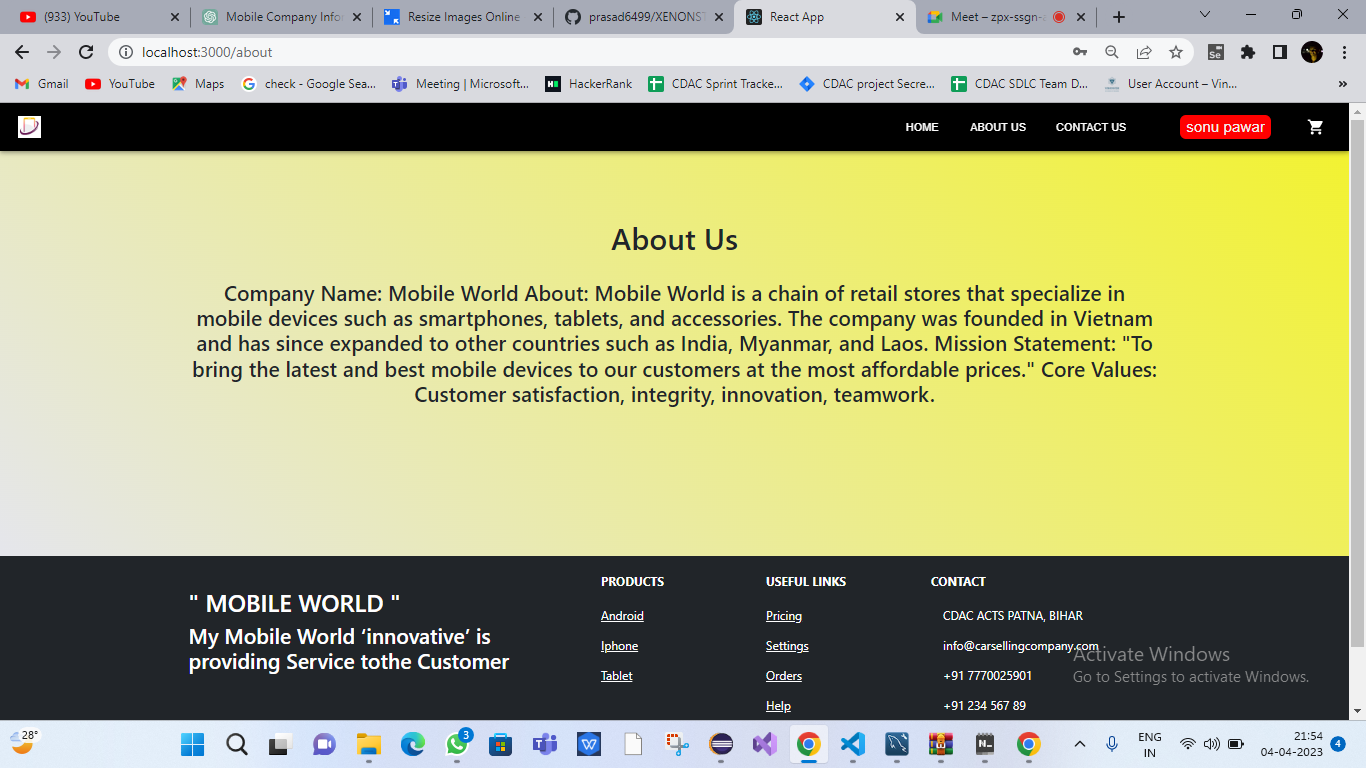 (933) YouTube
Mobile Company Info
Resize Images Online
prasad6499/XENONST
React App
Meet – zpx-ssgn-
localhost:3000/about
Gmail
YouTube
Maps
check - Google Sea...
Meeting | Microsoft...
HackerRank
CDAC Sprint Tracke...
CDAC project Secre...
CDAC SDLC Team D...
User Account – Vin...
HOME
ABOUT US
CONTACT US
sonu pawar
About Us
Company Name: Mobile World About: Mobile World is a chain of retail stores that specialize in
mobile devices such as smartphones, tablets, and accessories. The company was founded in Vietnam
and has since expanded to other countries such as India, Myanmar, and Laos. Mission Statement: "To
bring the latest and best mobile devices to our customers at the most affordable prices." Core Values:
Customer satisfaction, integrity, innovation, teamwork.
" MOBILE WORLD "
My Mobile World ‘innovative’ is
providing Service tothe Customer
PRODUCTS
Android
Iphone
Tablet
USEFUL LINKS
Pricing
Settings
Orders
Help
CONTACT
CDAC ACTS PATNA, BIHAR
info@carsellingcompany.com
+91 7770025901
+91 234 567 89
Activate Windows
Go to Settings to activate Windows.
28°
3
ENG
IN
21:54
04-04-2023
4